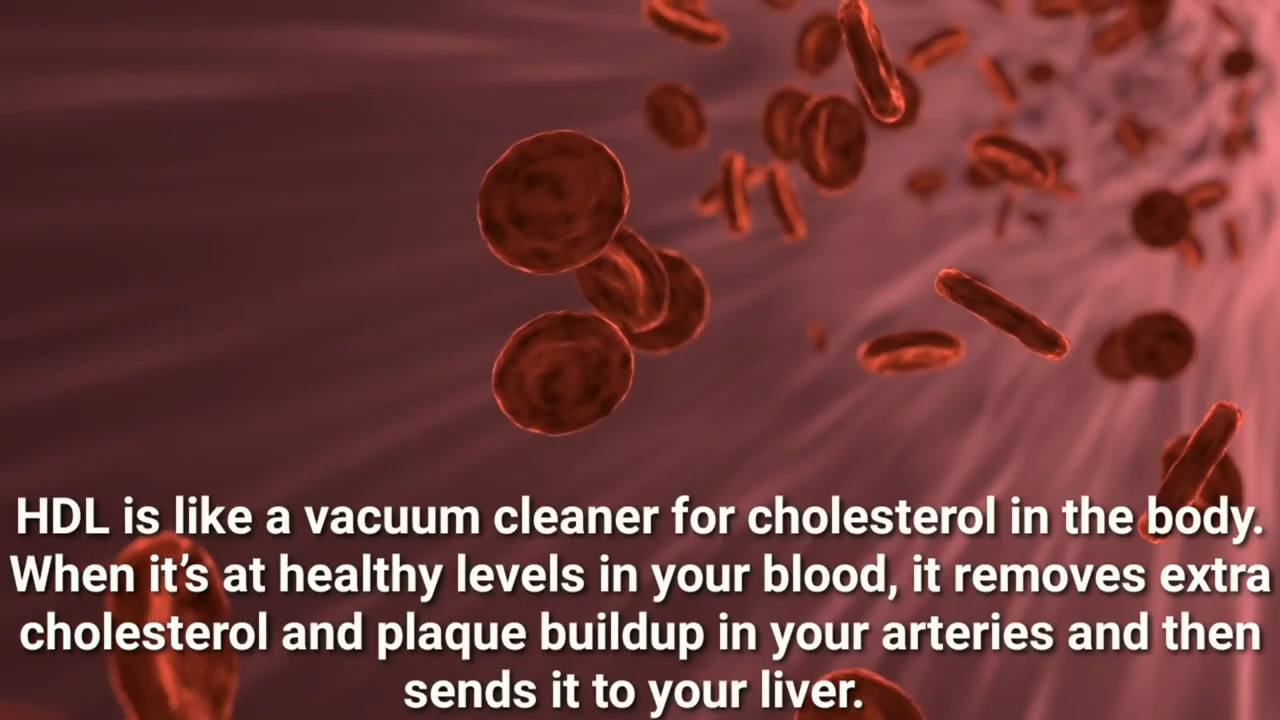 HDL is like a vacuum cleaner for cholesterol in the body.
When it’s at healthy levels in your blood, it removes extra
cholesterol and plaque buildup in your arteries and then
sends it to your liver.